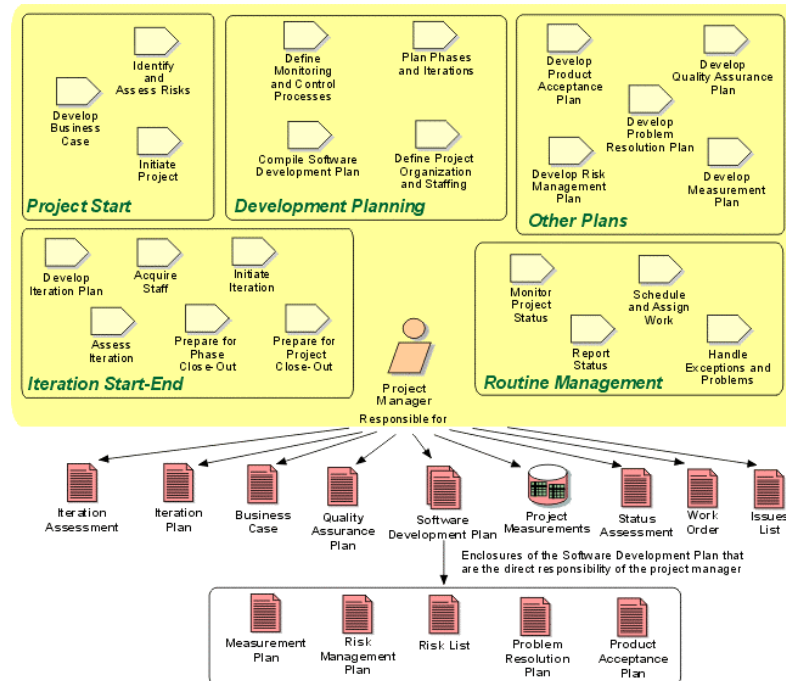 Identify
and
Assess Risks
Develop
Business
Case
Initiate
Project
Project Start
Define
Monitoring
and Control
Processes
Plan Phases
and Iterations
Compile Software
Development Plan
Define Project
Organization
and Staffing
Development Planning
Develop
Product
Acceptance
Plan
Develop
Quality Assurance
Plan
Develop
Problem
Resolution Plan
Develop Risk
Management
Plan
Develop
Measurement
Plan
Other Plans
Develop
Iteration Plan
Acquire
Staff
Initiate
Iteration
Assess
Iteration
Prepare for
Phase
Close-Out
Prepare for
Project
Close-Out
Iteration Start-End
Monitor
Project
Status
Schedule
and Assign
Work
Report
Status
Handle
Exceptions and
Problems
Routine Management
Project
Manager
Responsible for
Iteration
Assessment
Iteration
Plan
Business
Case
Quality
Assurance
Plan
Software
Development Plan
Project
Measurements
Status
Assessment
Work
Order
Issues
List
Enclosures of the Software Development Plan that
are the direct responsibility of the project manager
Measurement
Plan
Risk
Management
Plan
Risk List
Problem
Resolution
Plan
Product
Acceptance
Plan